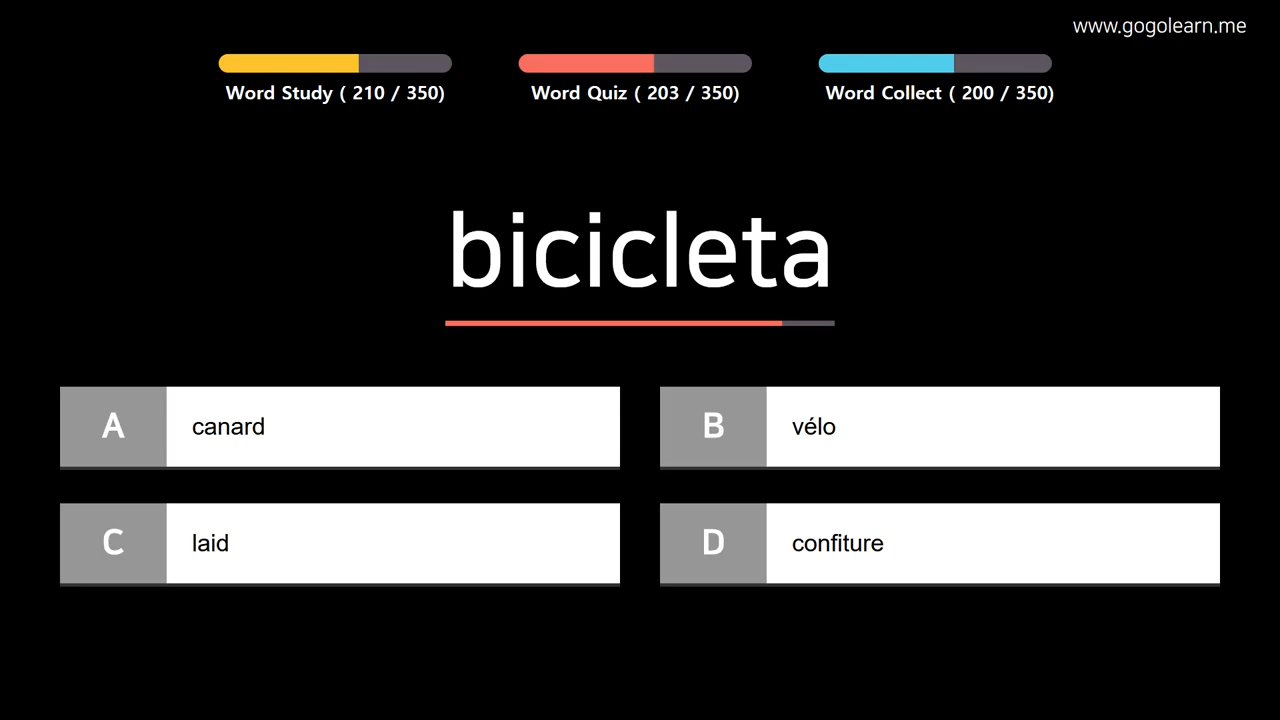 www.gogolearn.me
Word Study ( 210 / 350)
Word Quiz ( 203 / 350)
Word Collect ( 200 / 350)
bicicleta
A canard
B vélo
C laid
D confiture